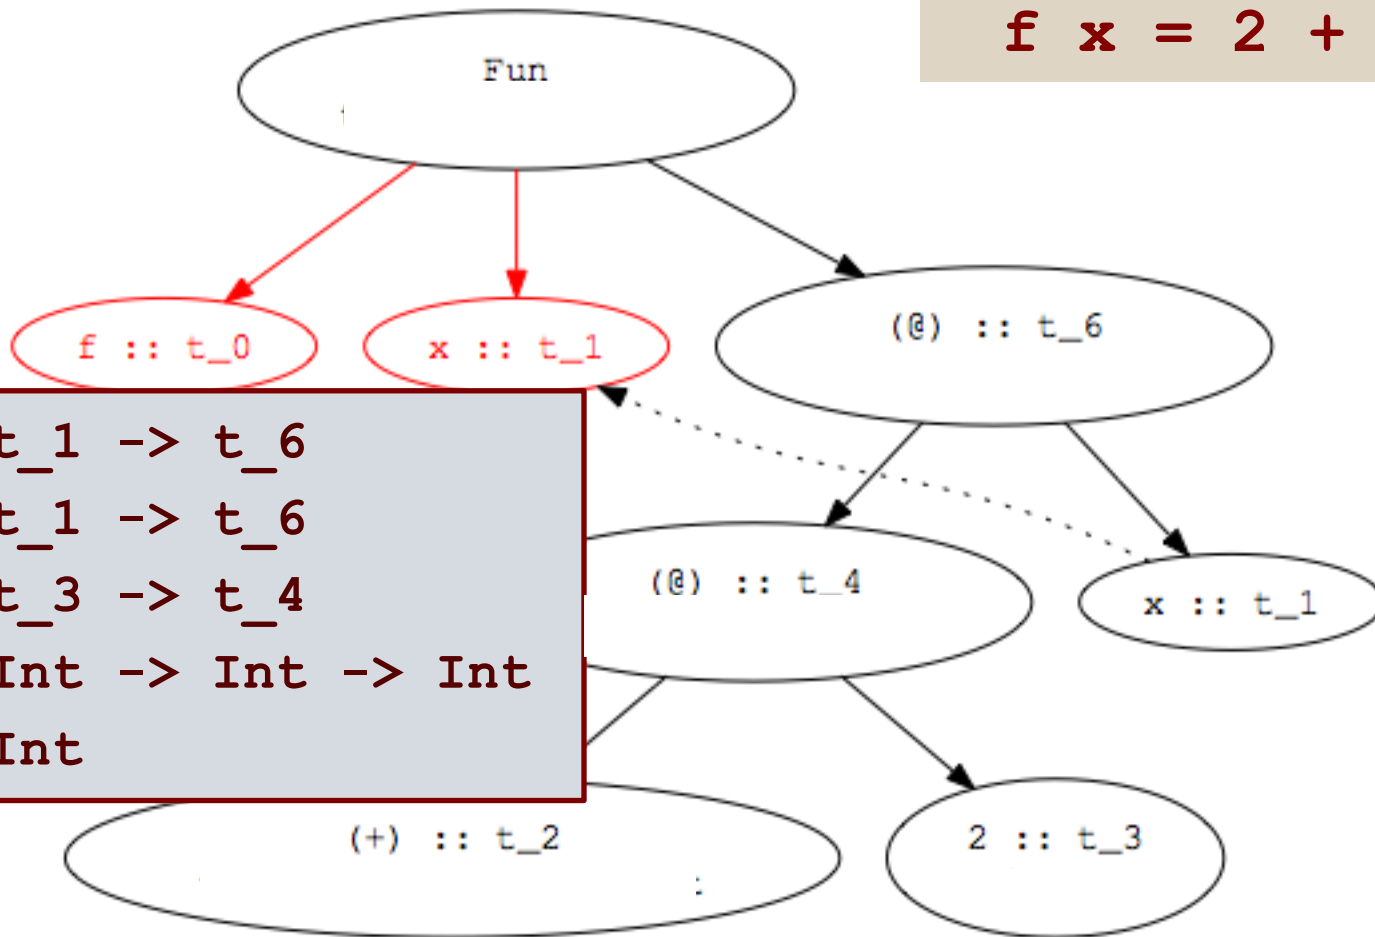 f x = 2 +
Fun
f :: t_0
x :: t_1
(@) :: t_6
t_1 -> t_6
t_1 -> t_6
t_3 -> t_4
Int -> Int -> Int
Int
(@) :: t_4
x :: t_1
(+) :: t_2
2 :: t_3